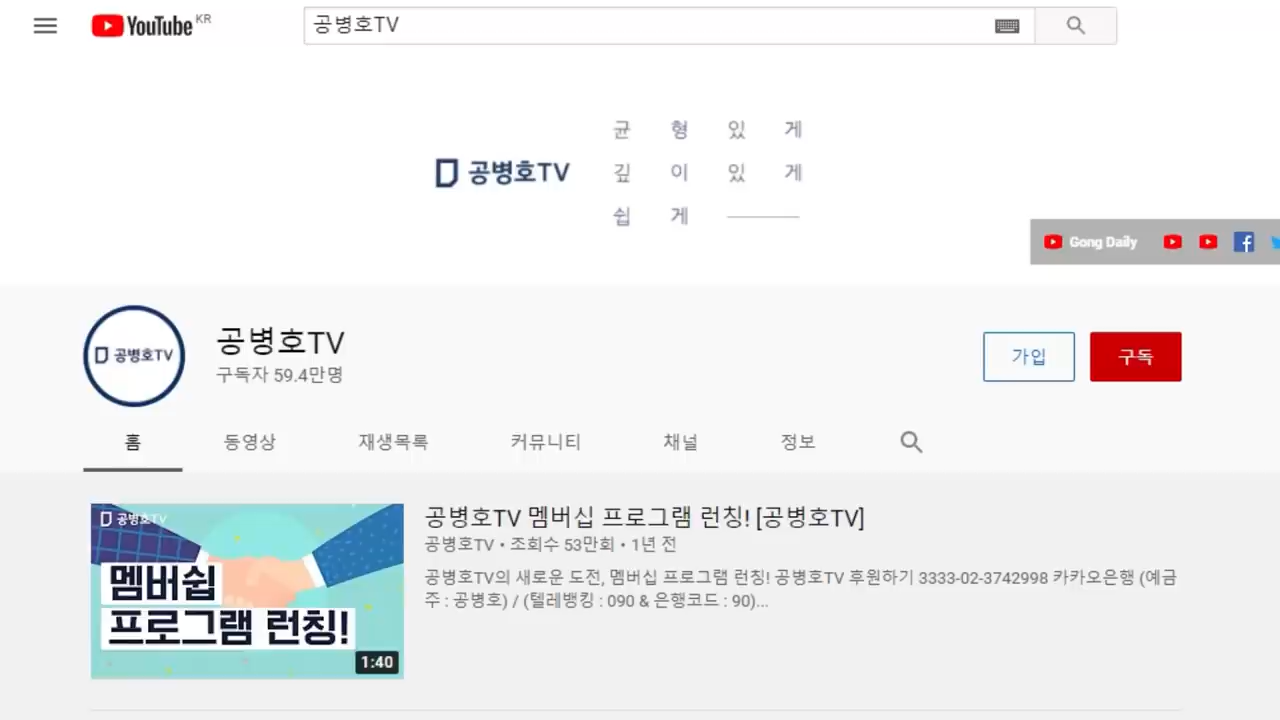 YouTube KR
공병호TV
균형있게
공병호TV 깊이있게
쉽게
Gong Daily
공병호TV
공병호TV
구독자 59.4만명
가입
구독
홈 동영상 재생목록 커뮤니티 채널 정보
공병호TV
멤버쉽
프로그램 런칭!
1:40
공병호TV 멤버십 프로그램 런칭! [공병호TV]
공병호TV • 조회수 53만회 • 1년 전
공병호TV의 새로운 도전, 멤버십 프로그램 런칭! 공병호TV 후원하기 3333-02-3742998 카카오은행 (예금
주 : 공병호) / (텔레뱅킹 : 090 & 은행코드 : 90)...